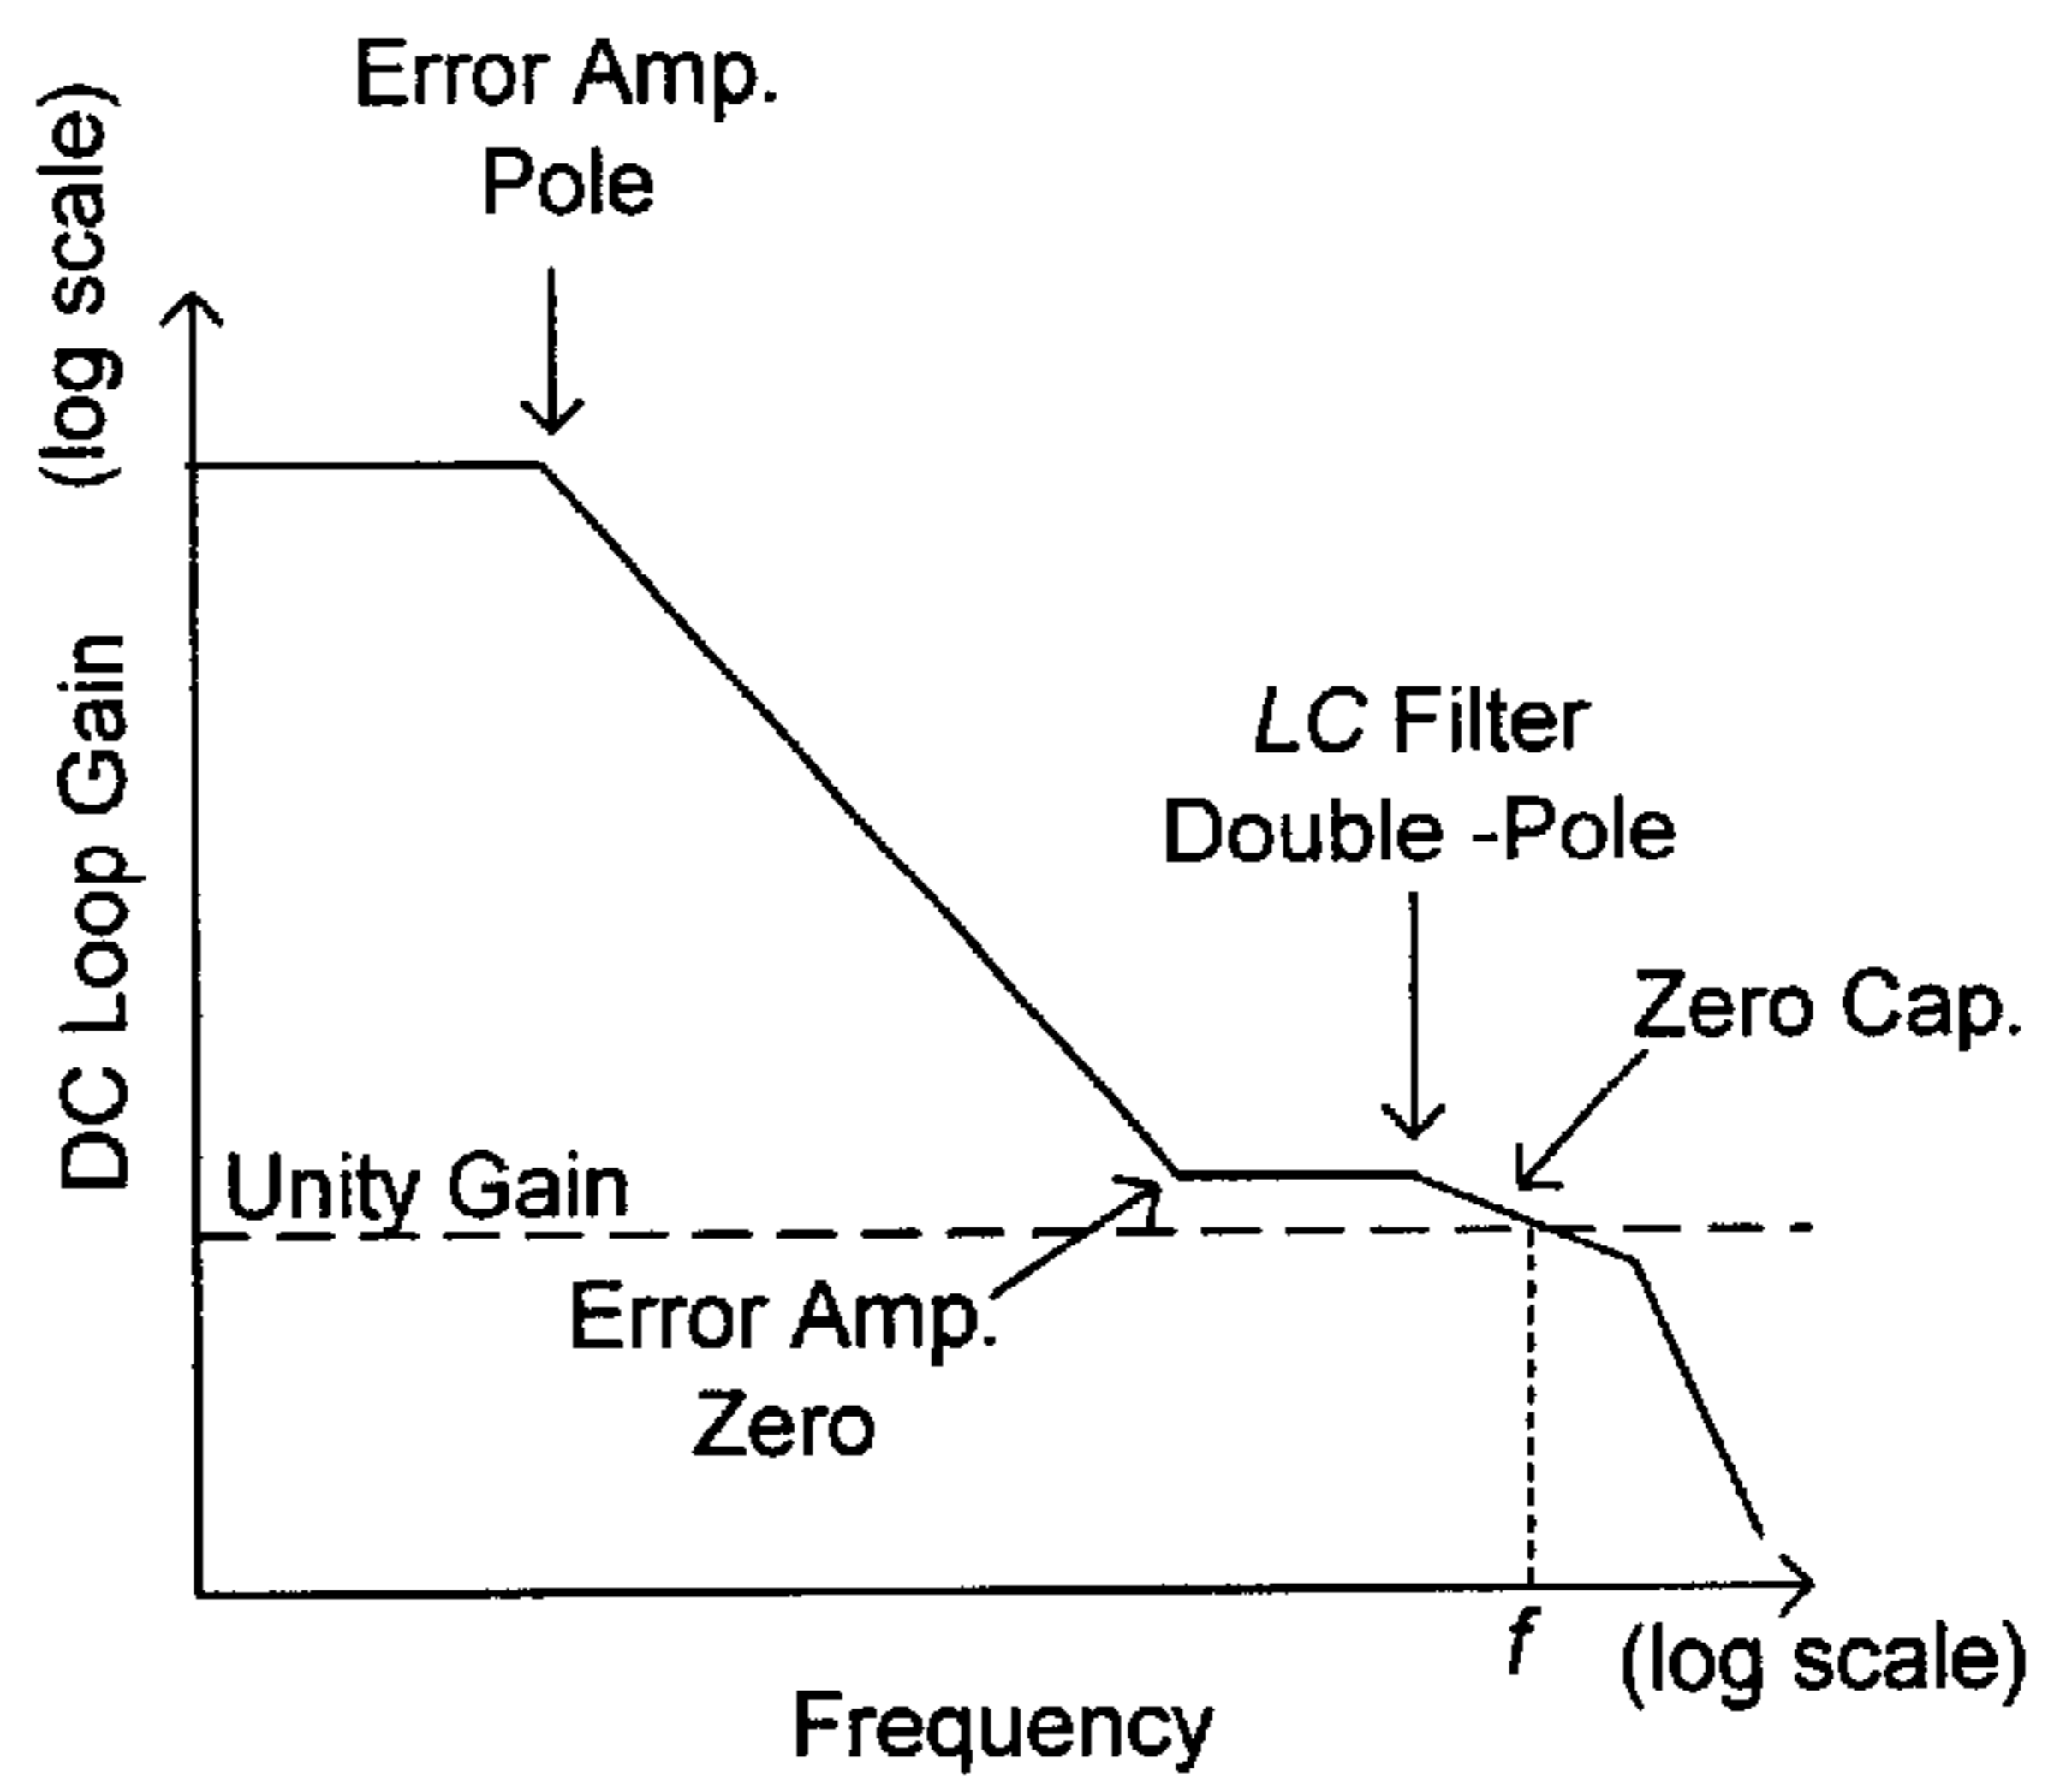 Error Amp.
Pole
DC Loop Gain (log scale)
LC Filter
Double -Pole
Zero Cap.
Unity Gain
Error Amp.
Zero
f (log scale)
Frequency